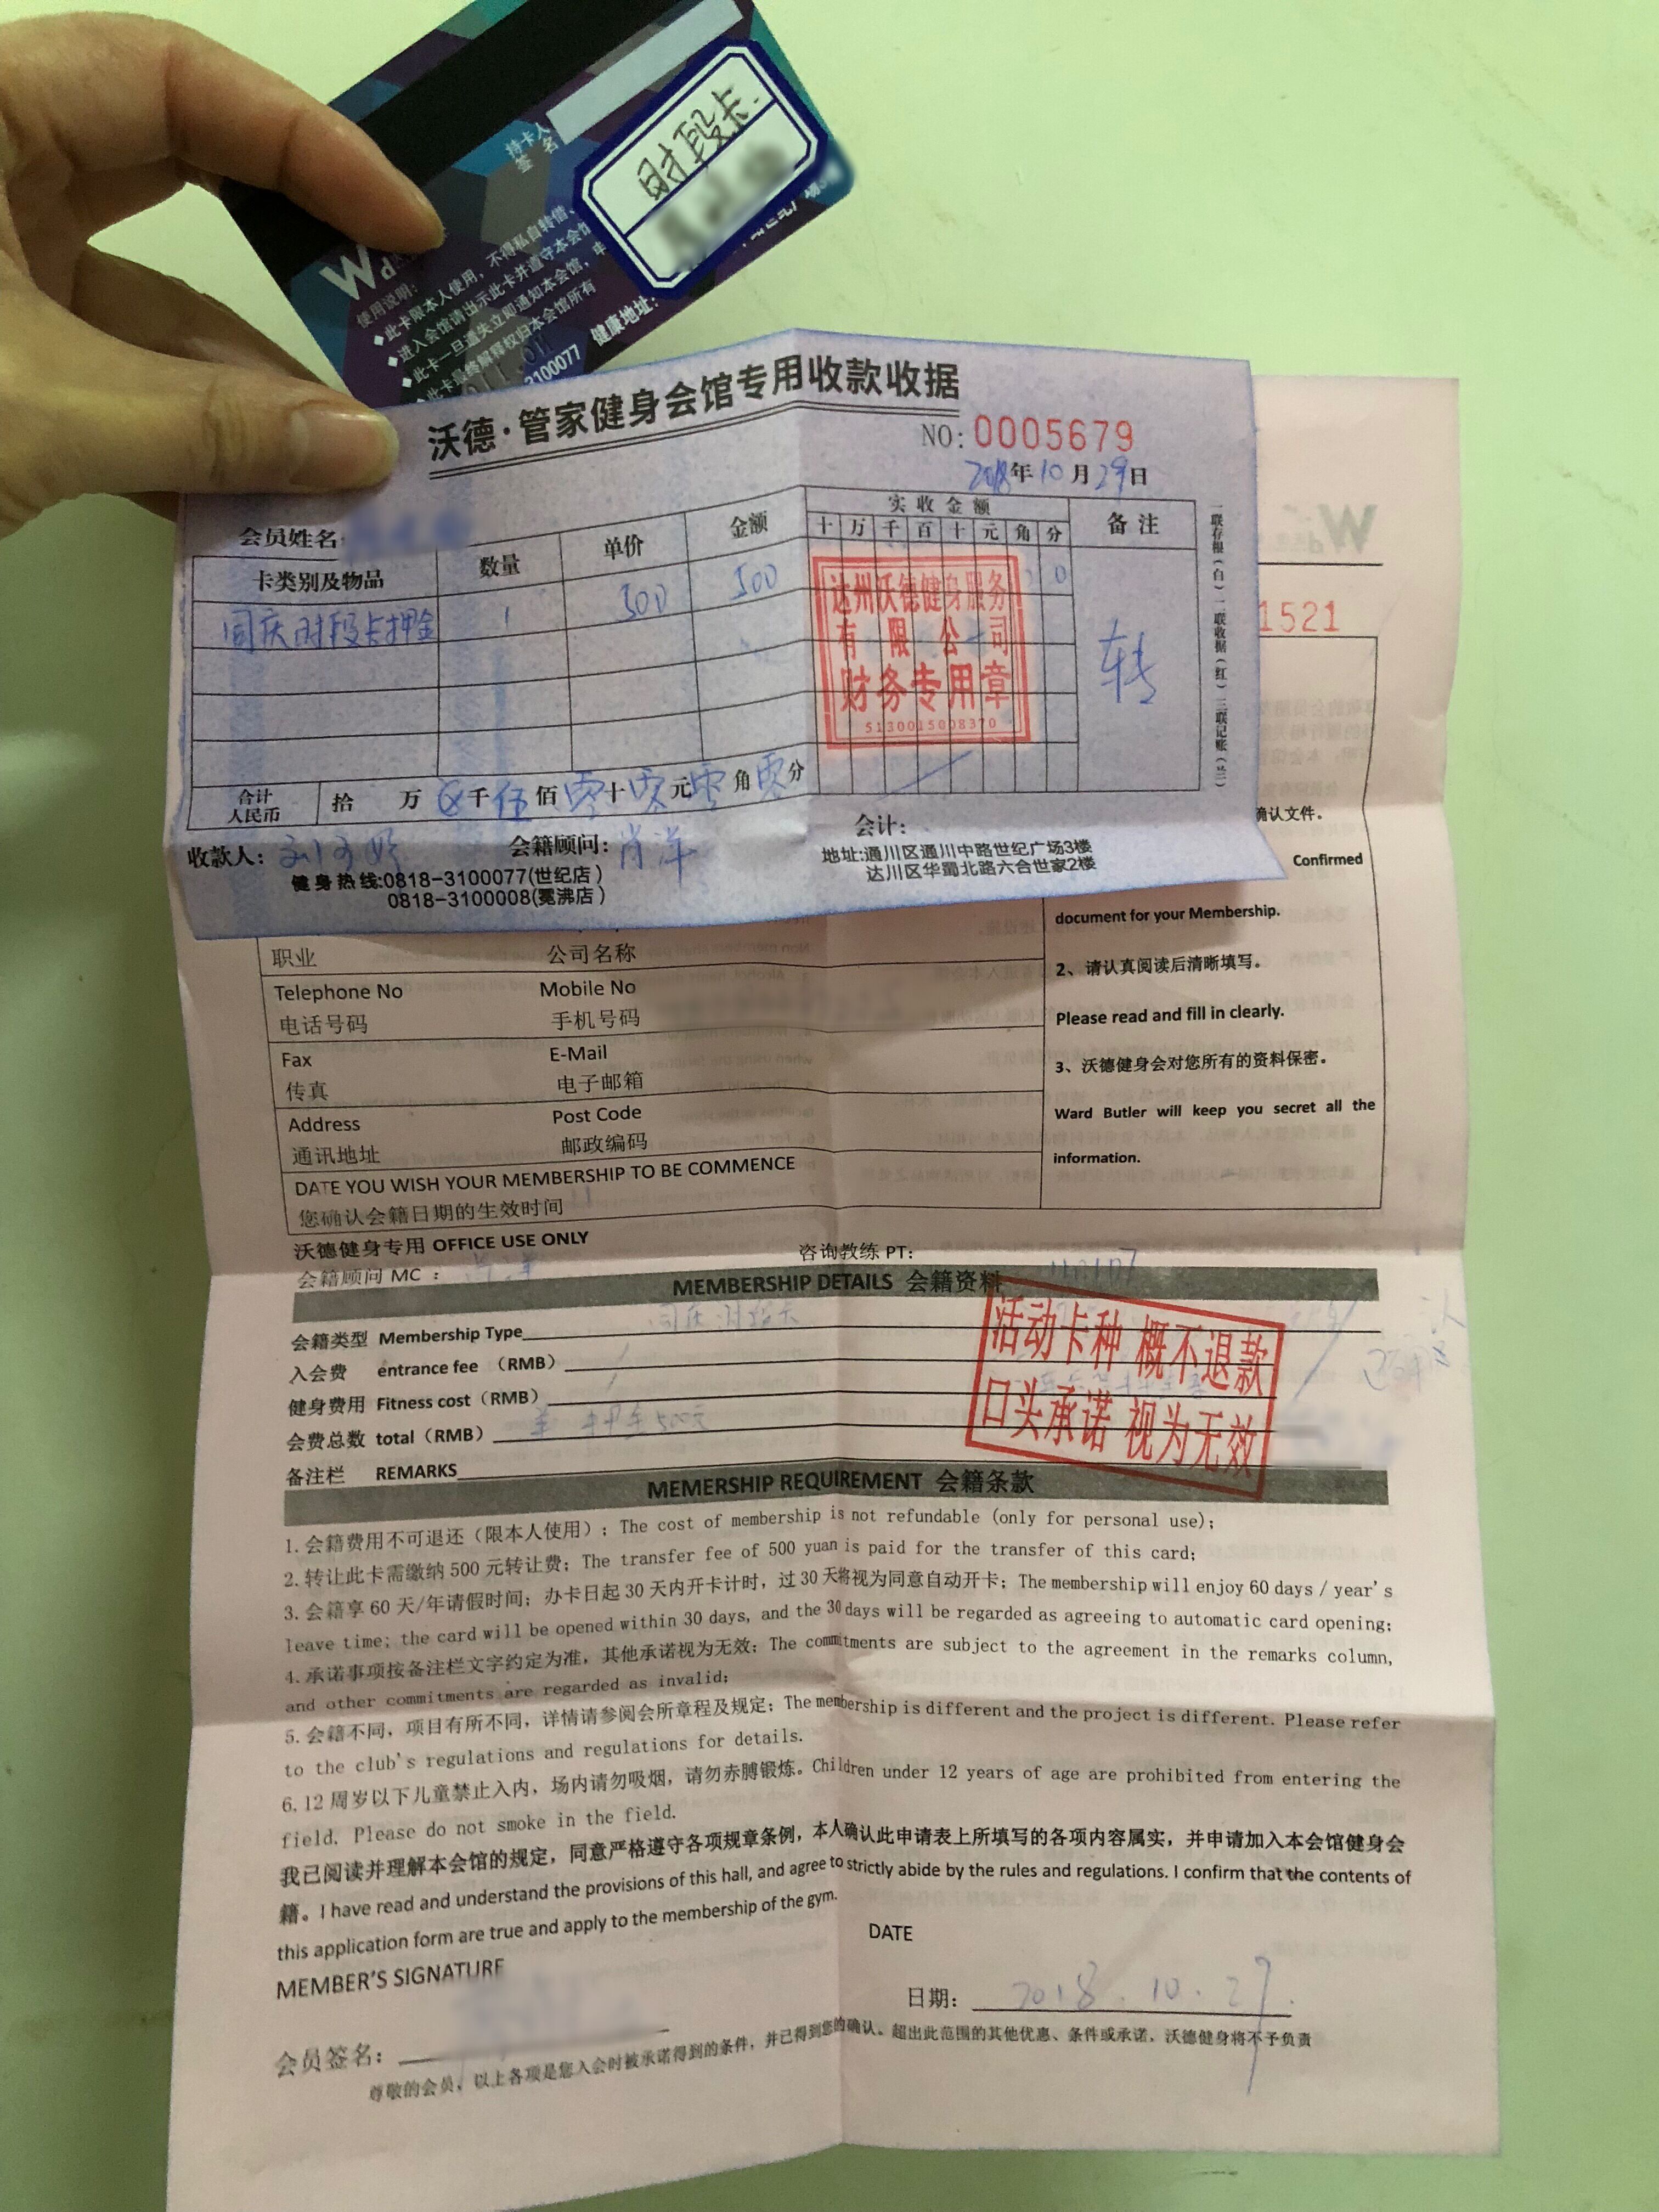 时段卡
持卡人
签 名
Wd
使用说明:
◆此卡限本人使用，不得私自转借、
◆进入会馆请出示此卡并遵守本会馆
◆此卡一旦遗失立即通知本会馆，申
◆此卡最终解释权归本会馆所有
3100077 健康地址:
沃德·管家健身会馆专用收款收据
NO: 0005679
2018年10月29日
会员姓名
卡类别及物品 数量 单价 金额 实收金额 备注
十 万 千 百 十 元 角 分
司庆时段卡押金 1 500 500 0
转
达州沃德健身服务
有限公司
财务专用章
5130015008370
一联存根（白）二联收据（红）三联记账（兰）
合计
人民币 拾 万 千 伍 佰 零 十 零 元 零 角 零 分
收款人: 会籍顾问: 肖洋 会计:
健身热线:0818-3100077(世纪店)
0818-3100008(冕沸店)
地址:通川区通川中路世纪广场3楼
达川区华蜀北路六合世家2楼
1521
确认文件。
Confirmed
document for your Membership.
2、请认真阅读后清晰填写。
Please read and fill in clearly.
3、沃德健身会对您所有的资料保密。
Ward Butler will keep you secret all the
information.
职业 公司名称
Telephone No Mobile No
电话号码 手机号码
Fax E-Mail
传真 电子邮箱
Address Post Code
通讯地址 邮政编码
DATE YOU WISH YOUR MEMBERSHIP TO BE COMMENCE
您确认会籍日期的生效时间
沃德健身专用 OFFICE USE ONLY
会籍顾问 MC： 肖洋 咨询教练 PT:
MEMBERSHIP DETAILS 会籍资料
会籍类型 Membership Type 司庆时段卡
入会费 entrance fee （RMB）
健身费用 Fitness cost（RMB）
会费总数 total（RMB） 押金500元
备注栏 REMARKS
活动卡种 概不退款
口头承诺 视为无效
MEMERSHIP REQUIREMENT 会籍条款
1.会籍费用不可退还（限本人使用）；The cost of membership is not refundable (only for personal use);
2.转让此卡需缴纳 500 元转让费；The transfer fee of 500 yuan is paid for the transfer of this card;
3.会籍享 60 天/年请假时间；办卡日起 30 天内开卡计时，过 30 天将视为同意自动开卡；The membership will enjoy 60 days / year's
leave time; the card will be opened within 30 days, and the 30 days will be regarded as agreeing to automatic card opening;
4.承诺事项按备注栏文字约定为准，其他承诺视为无效；The commitments are subject to the agreement in the remarks column,
and other commitments are regarded as invalid;
5.会籍不同，项目有所不同，详情请参阅会所章程及规定；The membership is different and the project is different. Please refer
to the club's regulations and regulations for details.
6.12 周岁以下儿童禁止入内，场内请勿吸烟，请勿赤膊锻炼。Children under 12 years of age are prohibited from entering the
field. Please do not smoke in the field.
我已阅读并理解本会馆的规定，同意严格遵守各项规章条例，本人确认此申请表上所填写的各项内容属实，并申请加入本会馆健身会
籍。I have read and understand the provisions of this hall, and agree to strictly abide by the rules and regulations. I confirm that the contents of
this application form are true and apply to the membership of the gym.
MEMBER'S SIGNATURE DATE
会员签名： 日期： 2018.10.29.
尊敬的会员，以上各项是您入会时被承诺得到的条件，并已得到您的确认。超出此范围的其他优惠、条件或承诺，沃德健身将不予负责